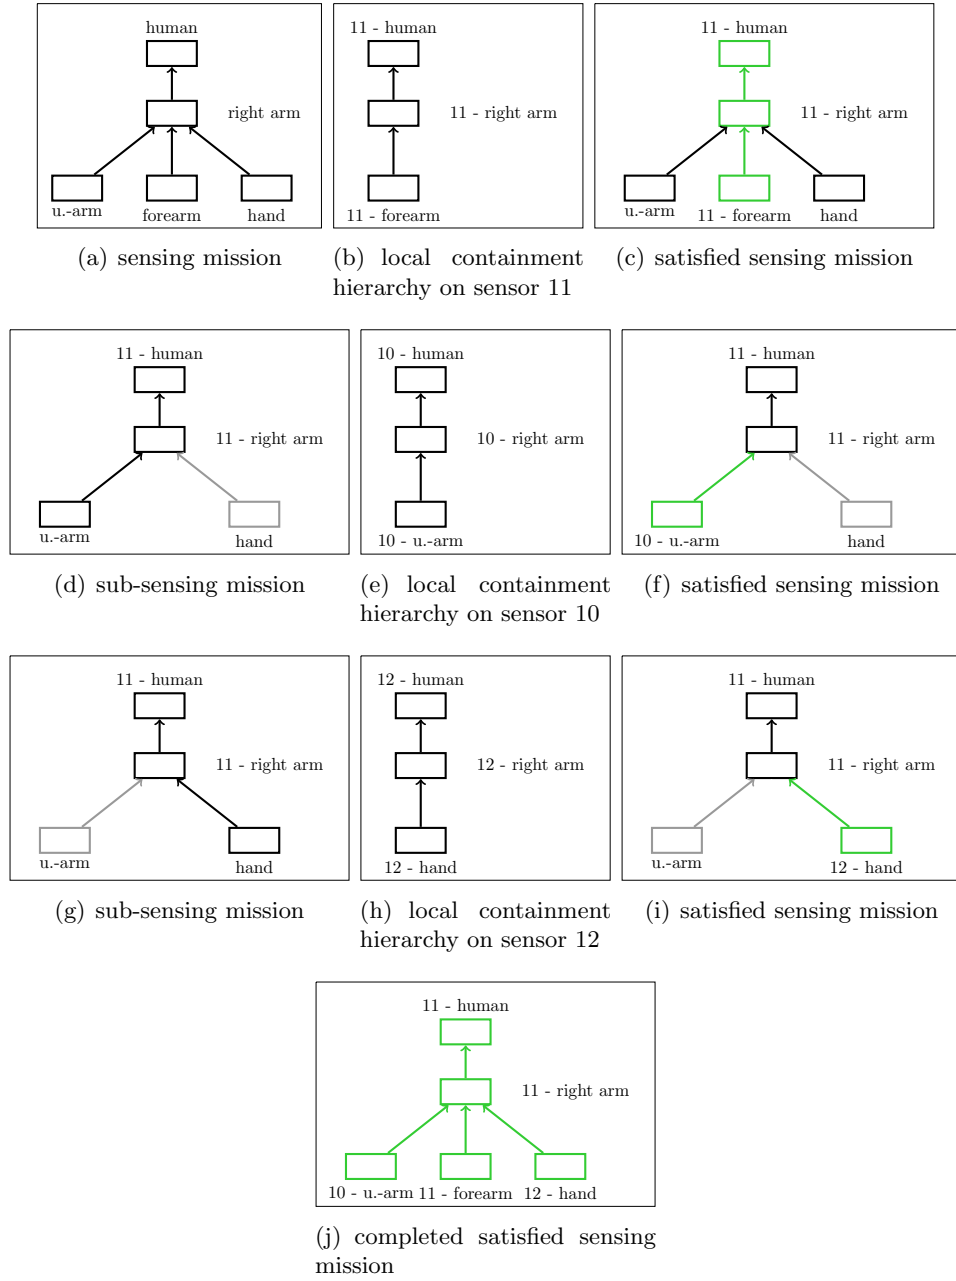 human
right arm
u.-arm
forearm
hand
(a) sensing mission
11 - human
11 - right arm
11 - forearm
(b) local containment
hierarchy on sensor 11
11 - human
11 - right arm
u.-arm
11 - forearm
hand
(c) satisfied sensing mission
11 - human
11 - right arm
u.-arm
hand
(d) sub-sensing mission
10 - human
10 - right arm
10 - u.-arm
(e) local containment
hierarchy on sensor 10
11 - human
11 - right arm
10 - u.-arm
hand
(f) satisfied sensing mission
11 - human
11 - right arm
u.-arm
hand
(g) sub-sensing mission
12 - human
12 - right arm
12 - hand
(h) local containment
hierarchy on sensor 12
11 - human
11 - right arm
u.-arm
12 - hand
(i) satisfied sensing mission
11 - human
11 - right arm
10 - u.-arm
11 - forearm
12 - hand
(j) completed satisfied sensing
mission